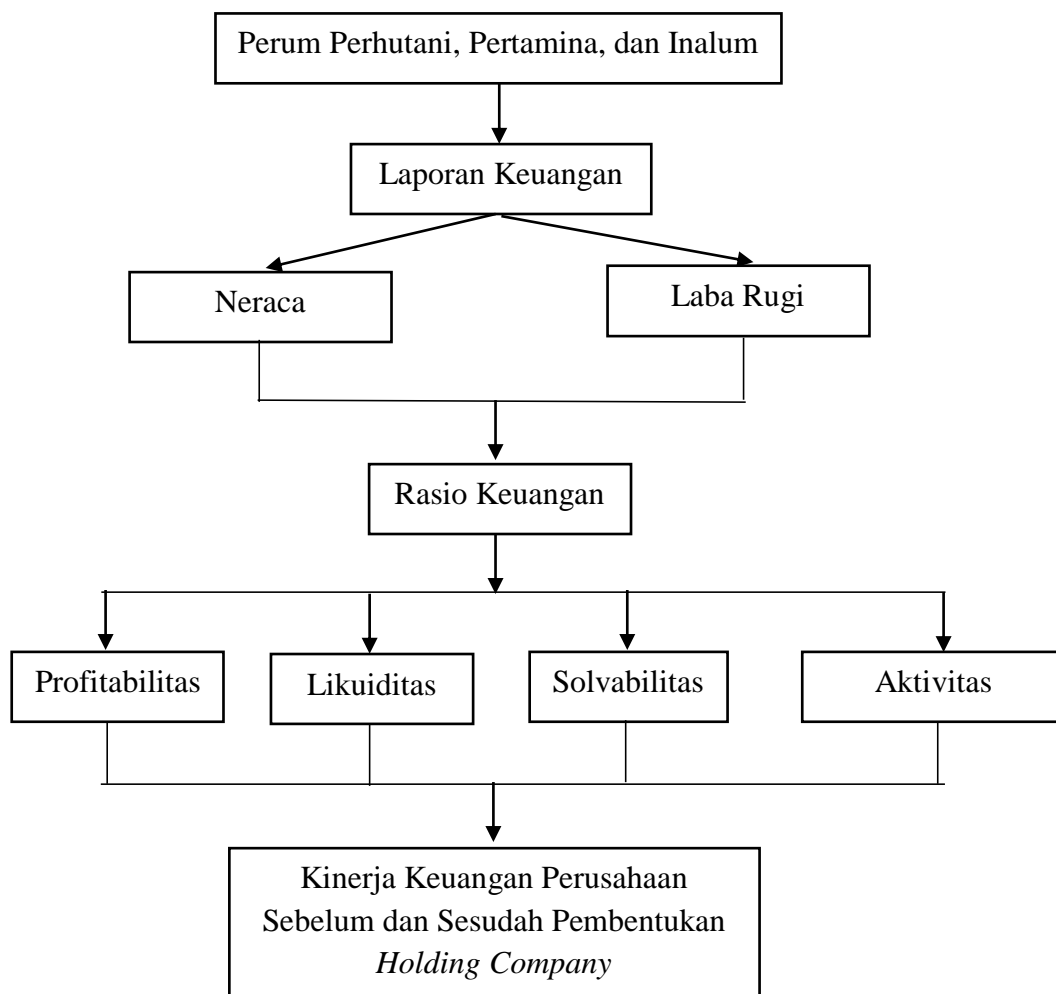 Perum Perhutani, Pertamina, dan Inalum
Laporan Keuangan
Neraca
Laba Rugi
Rasio Keuangan
Profitabilitas
Likuiditas
Solvabilitas
Aktivitas
Kinerja Keuangan Perusahaan
Sebelum dan Sesudah Pembentukan
Holding Company